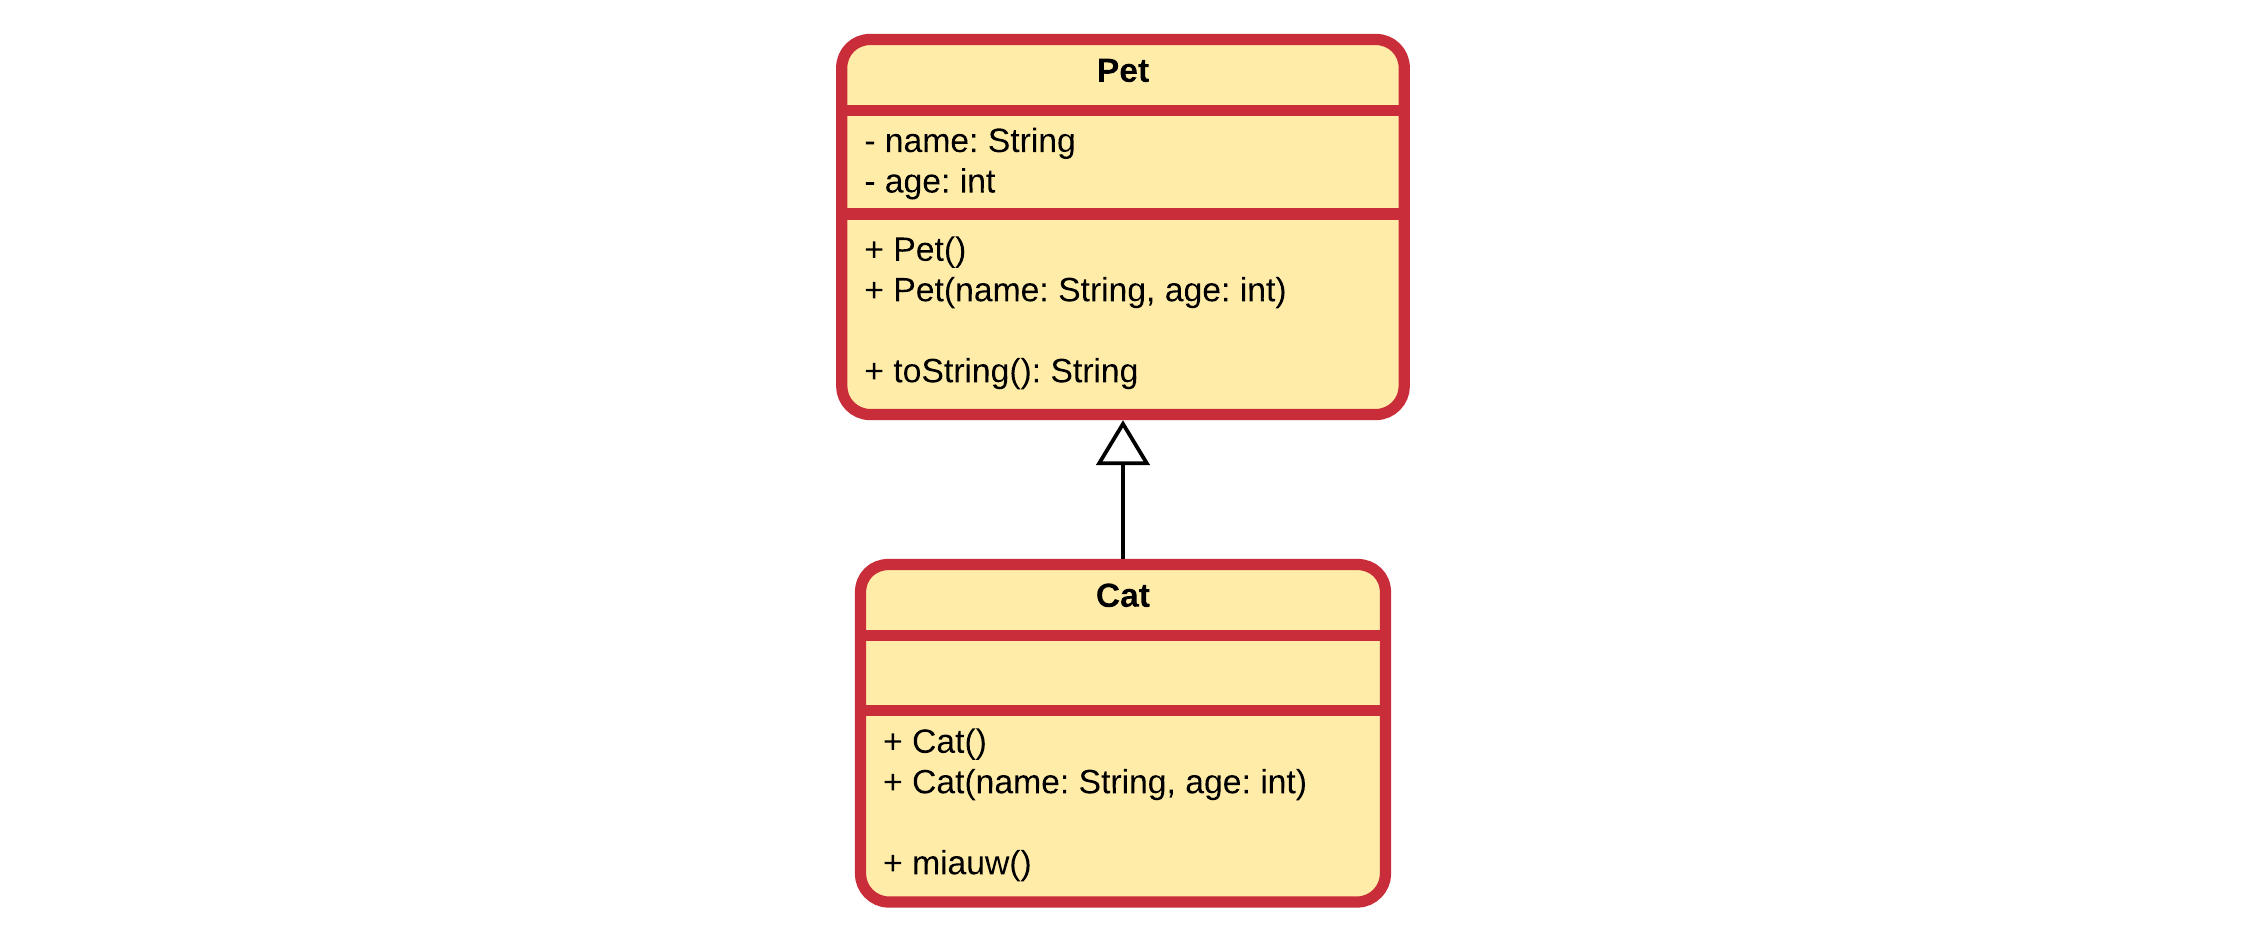 Pet
- name: String
- age: int
+ Pet()
+ Pet(name: String, age: int)
+ toString(): String
Cat
+ Cat()
+ Cat(name: String, age: int)
+ miauw()